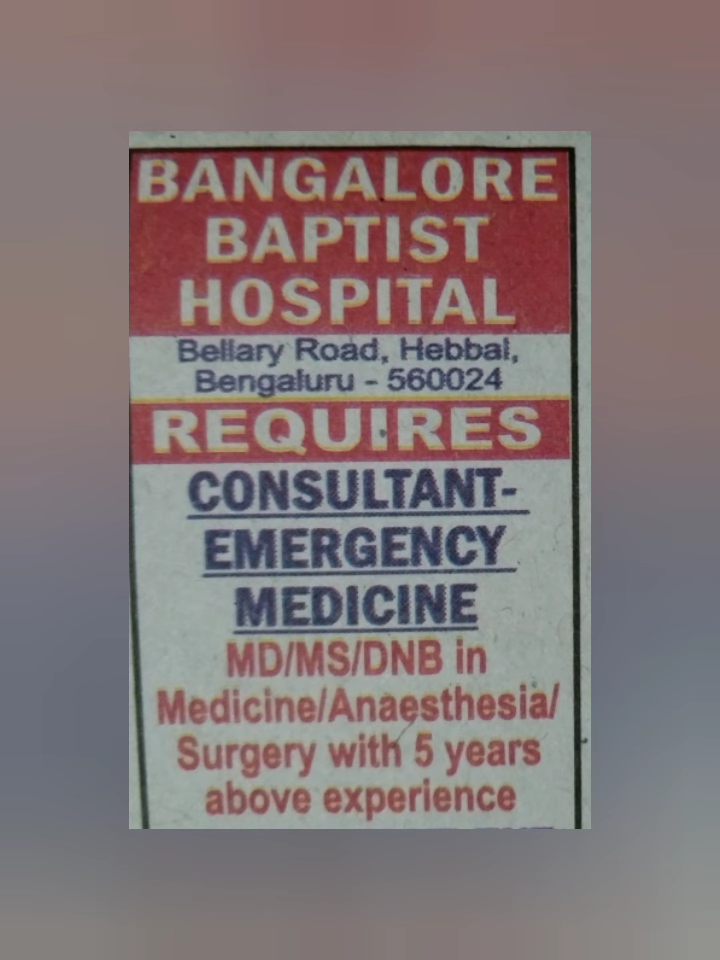 BANGALORE
BAPTIST
HOSPITAL
Bellary Road, Hebbal,
Bengaluru - 560024
REQUIRES
CONSULTANT-
EMERGENCY
MEDICINE
MD/MS/DNB in
Medicine/Anaesthesia/
Surgery with 5 years
above experience